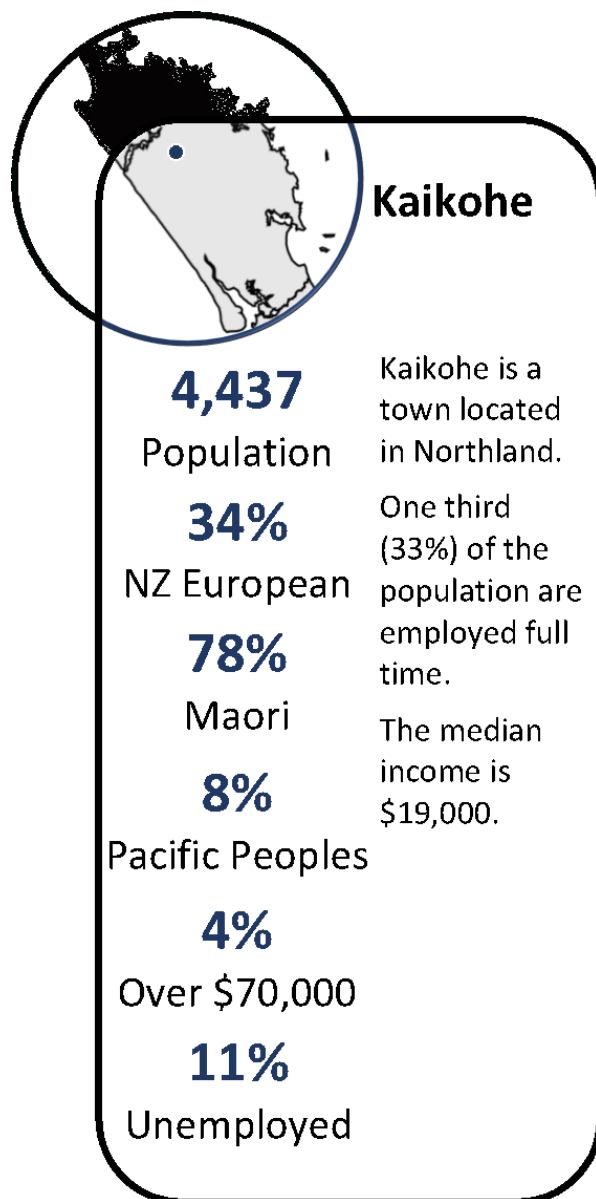 Kaikohe
4,437
Population
34%
NZ European
78%
Maori
8%
Pacific Peoples
4%
Over $70,000
11%
Unemployed
Kaikohe is a
town located
in Northland.
One third
(33%) of the
population are
employed full
time.
The median
income is
$19,000.